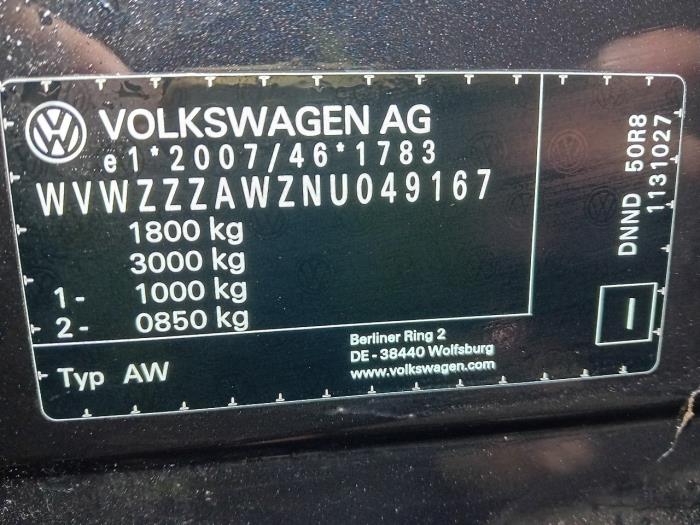 VOLKSWAGEN AG
e1*2007/46*1783
WVWZZZAWZNU049167
1800 kg
3000 kg
1- 1000 kg
2- 0850 kg
Typ AW
Berliner Ring 2
DE-38440 Wolfsburg
www.volkswagen.com
DNND 50R8
1131027
I